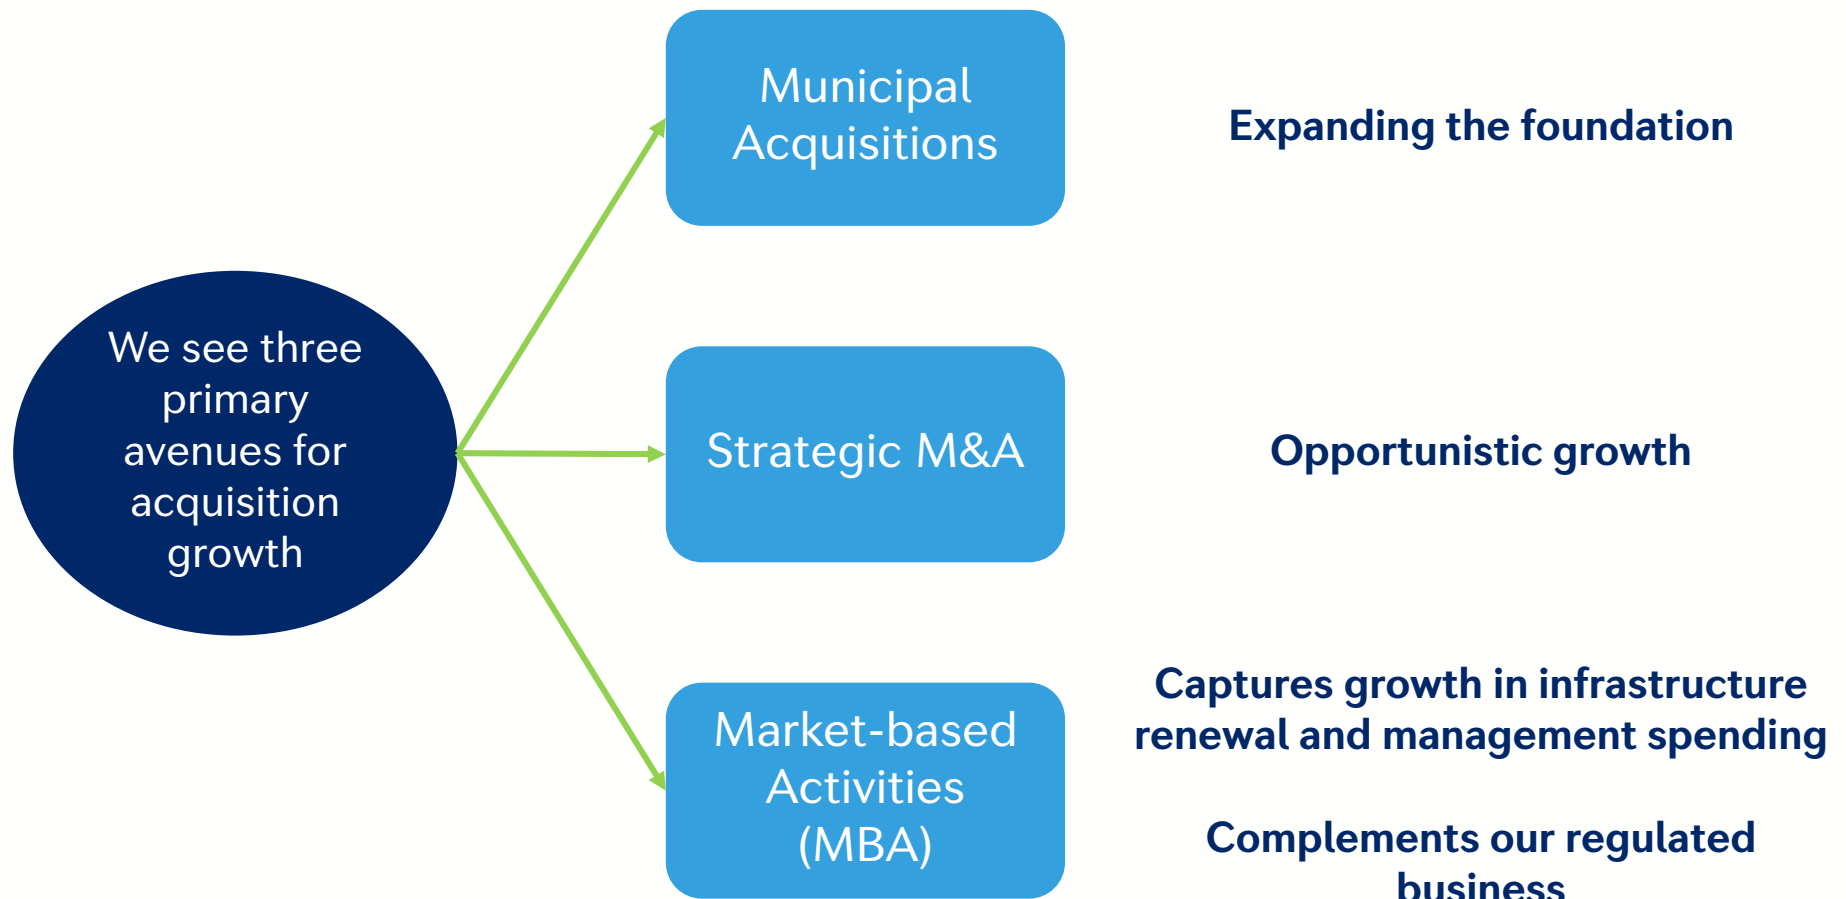 We see three
primary
avenues for
acquisition
growth
Municipal
Acquisitions
Expanding the foundation
Strategic M&A
Opportunistic growth
Market-based
Activities
(MBA)
Captures growth in infrastructure
renewal and management spending
Complements our regulated
business